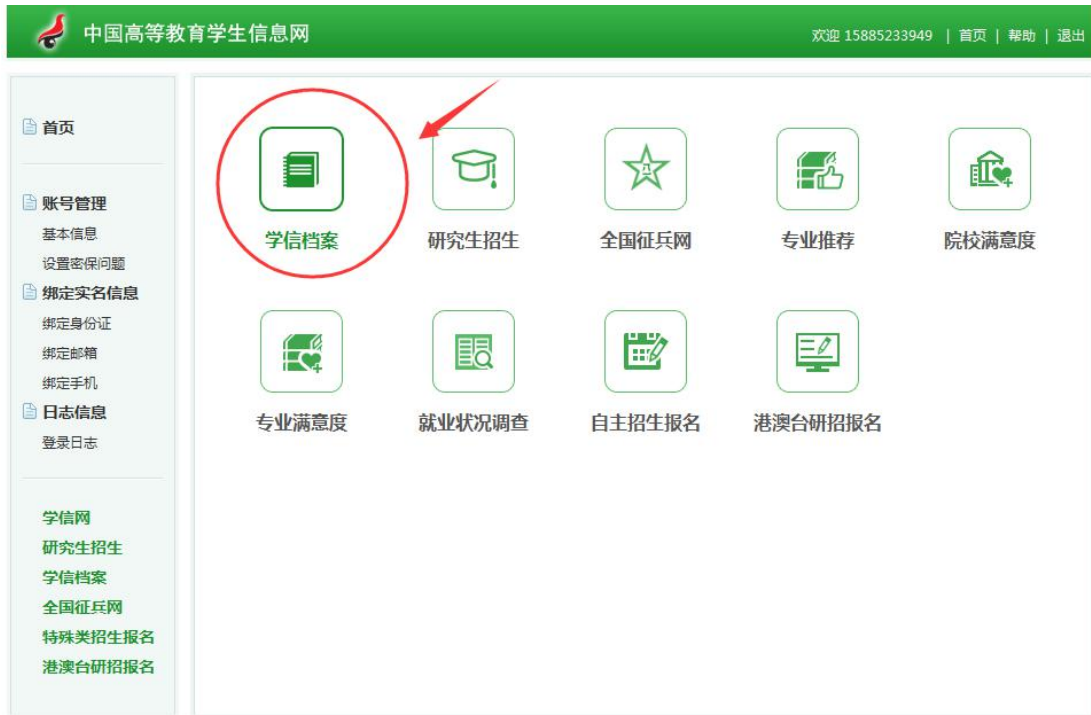 中国高等教育学生信息网
欢迎 15885233949 | 首页 | 帮助 | 退出
首页
账号管理
基本信息
设置密保问题
绑定实名信息
绑定身份证
绑定邮箱
绑定手机
日志信息
登录日志
学信网
研究生招生
学信档案
全国征兵网
特殊类招生报名
港澳台研招报名
学信档案 研究生招生 全国征兵网 专业推荐 院校满意度
专业满意度 就业状况调查 自主招生报名 港澳台研招报名